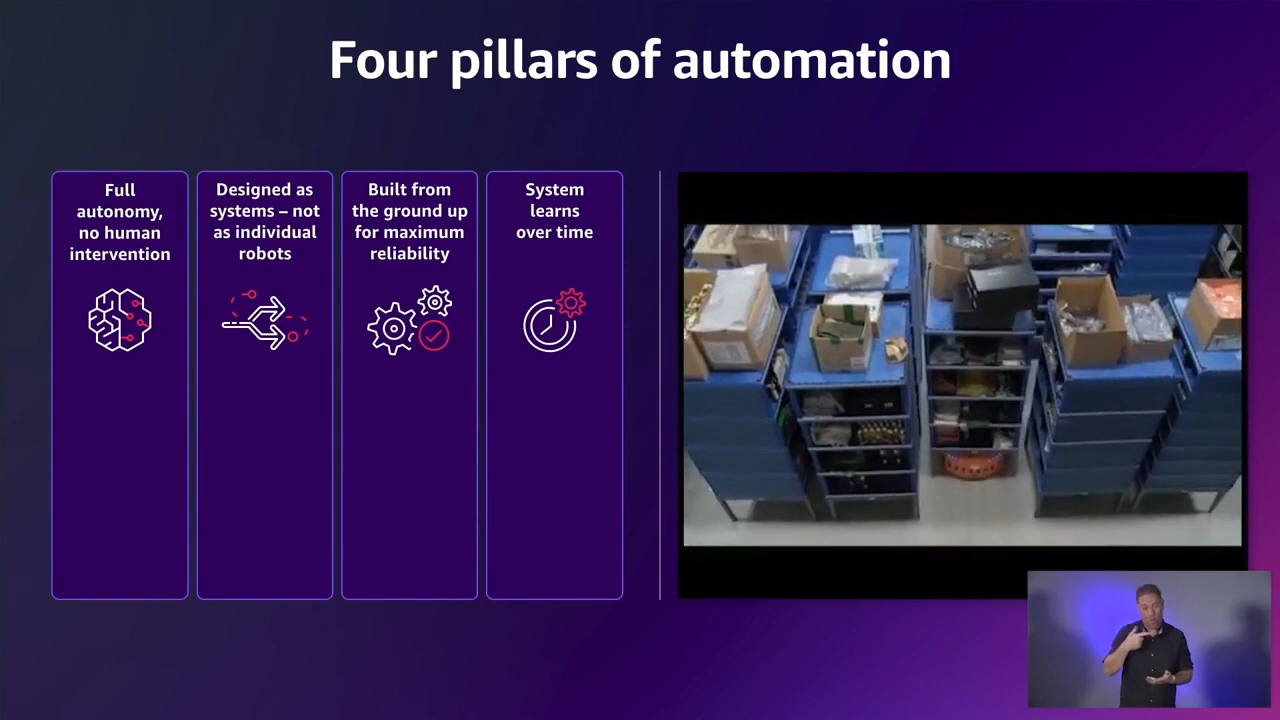 Four pillars of automation
Full
autonomy,
no human
intervention
Designed as
systems – not
as individual
robots
Built from
the ground up
for maximum
reliability
System
learns
over time